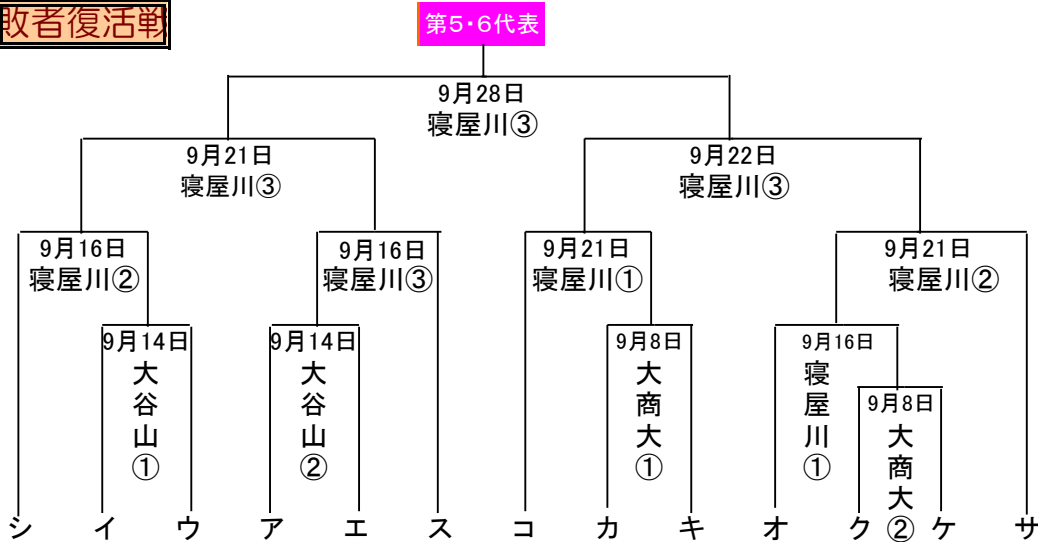 敗者復活戦
第5・6代表
9月28日
寝屋川③
9月21日
寝屋川③
9月22日
寝屋川③
9月16日
寝屋川②
9月16日
寝屋川③
9月21日
寝屋川①
9月21日
寝屋川②
9月14日
大谷山①
9月14日
大谷山②
9月8日
大商大①
9月16日
寝屋川①
9月8日
大商大②
シ イ ウ ア エ ス コ カ キ オ ク ケ サ